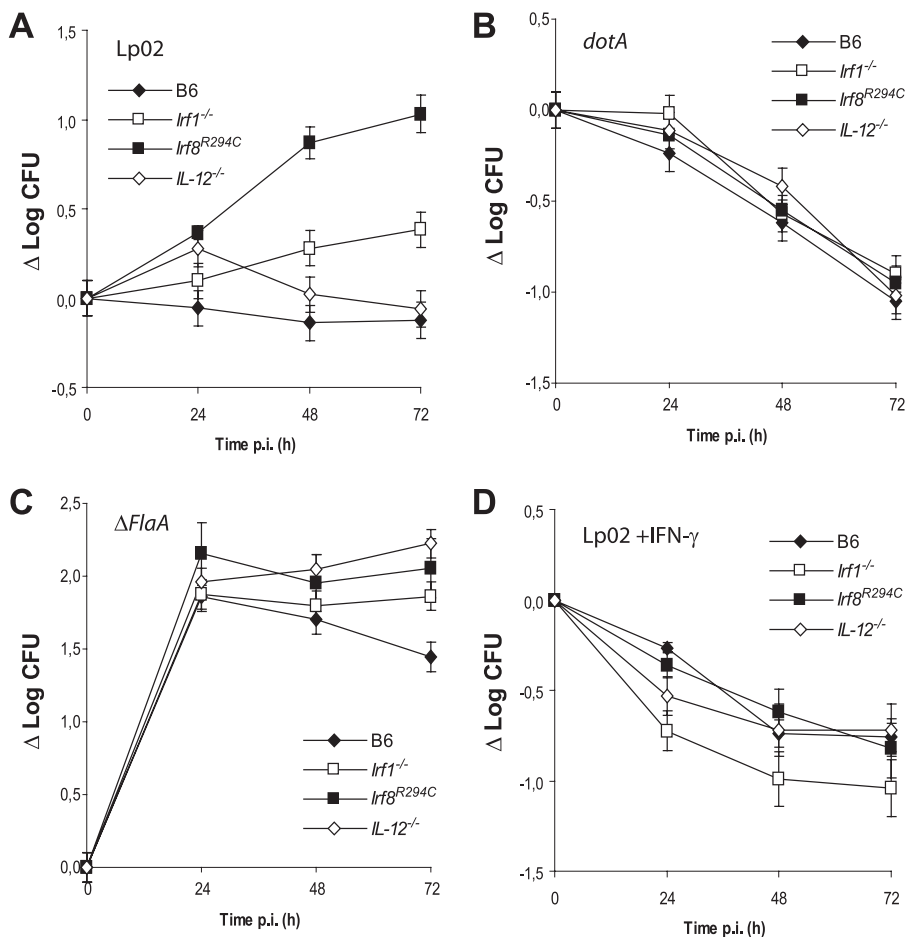 A
Lp02
B6
Irf1-/-
Irf8R294C
IL-12-/-
Δ Log CFU
1,5
1,0
0,5
0,0
-0,5
0
24
48
72
Time p.i. (h)
B
dotA
B6
Irf1-/-
Irf8R294C
IL-12-/-
Δ Log CFU
0,5
0,0
-0,5
-1,0
-1,5
0
24
48
72
Time p.i. (h)
C
ΔFlaA
B6
Irf1-/-
Irf8R294C
IL-12-/-
Δ Log CFU
2,5
2,0
1,5
1,0
0,5
0,0
0
24
48
72
Time p.i. (h)
D
Lp02 +IFN-γ
B6
Irf1-/-
Irf8R294C
IL-12-/-
Δ Log CFU
0,5
0,0
-0,5
-1,0
-1,5
0
24
48
72
Time p.i. (h)